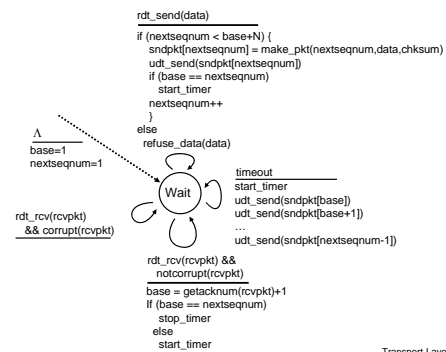 rdt_send(data)
if (nextseqnum < base+N) {
sndpkt[nextseqnum] = make_pkt(nextseqnum,data,chksum)
udt_send(sndpkt[nextseqnum])
if (base == nextseqnum)
start_timer
nextseqnum++
}
else
refuse_data(data)
Λ
base=1
nextseqnum=1
Wait
timeout
start_timer
udt_send(sndpkt[base])
udt_send(sndpkt[base+1])
…
udt_send(sndpkt[nextseqnum-1])
rdt_rcv(rcvpkt)
&& corrupt(rcvpkt)
rdt_rcv(rcvpkt) &&
notcorrupt(rcvpkt)
base = getacknum(rcvpkt)+1
If (base == nextseqnum)
stop_timer
else
start_timer
Transport Laye